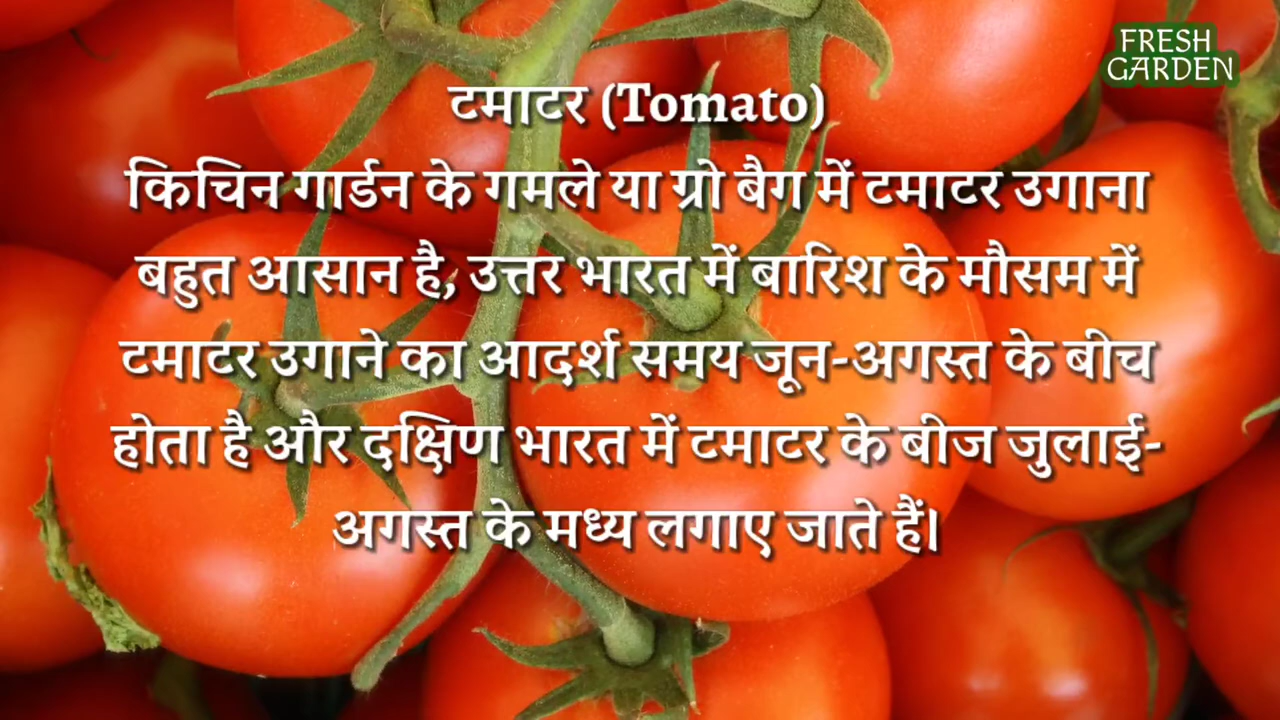 FRESH
GARDEN
टमाटर (Tomato)
किचिन गार्डन के गमले या ग्रो बैग में टमाटर उगाना
बहुत आसान है, उत्तर भारत में बारिश के मौसम में
टमाटर उगाने का आदर्श समय जून-अगस्त के बीच
होता है और दक्षिण भारत में टमाटर के बीज जुलाई-
अगस्त के मध्य लगाए जाते हैं।